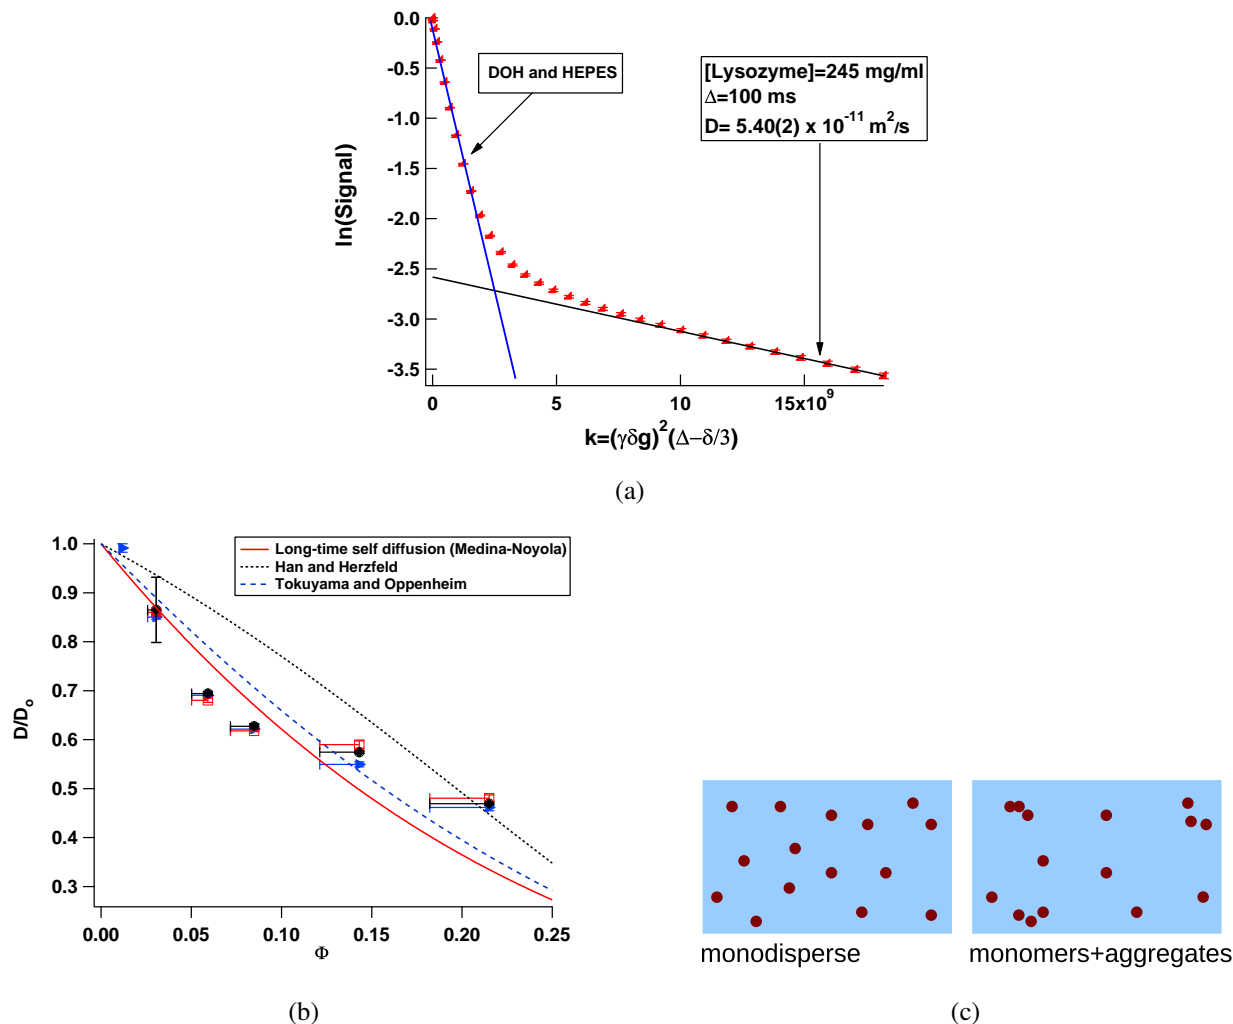 0.0
-0.5
-1.0
-1.5
-2.0
-2.5
-3.0
-3.5
ln(Signal)
DOH and HEPES
[Lysozyme]=245 mg/ml
Δ=100 ms
D= 5.40(2) x 10⁻¹¹ m²/s
0 5 10 15x10⁹
k=(γδg)²(Δ−δ/3)
(a)
1.0
0.9
0.8
0.7
0.6
0.5
0.4
0.3
D/Dₒ
Long-time self diffusion (Medina-Noyola)
Han and Herzfeld
Tokuyama and Oppenheim
0.00 0.05 0.10 0.15 0.20 0.25
Φ
(b)
monodisperse
monomers+aggregates
(c)